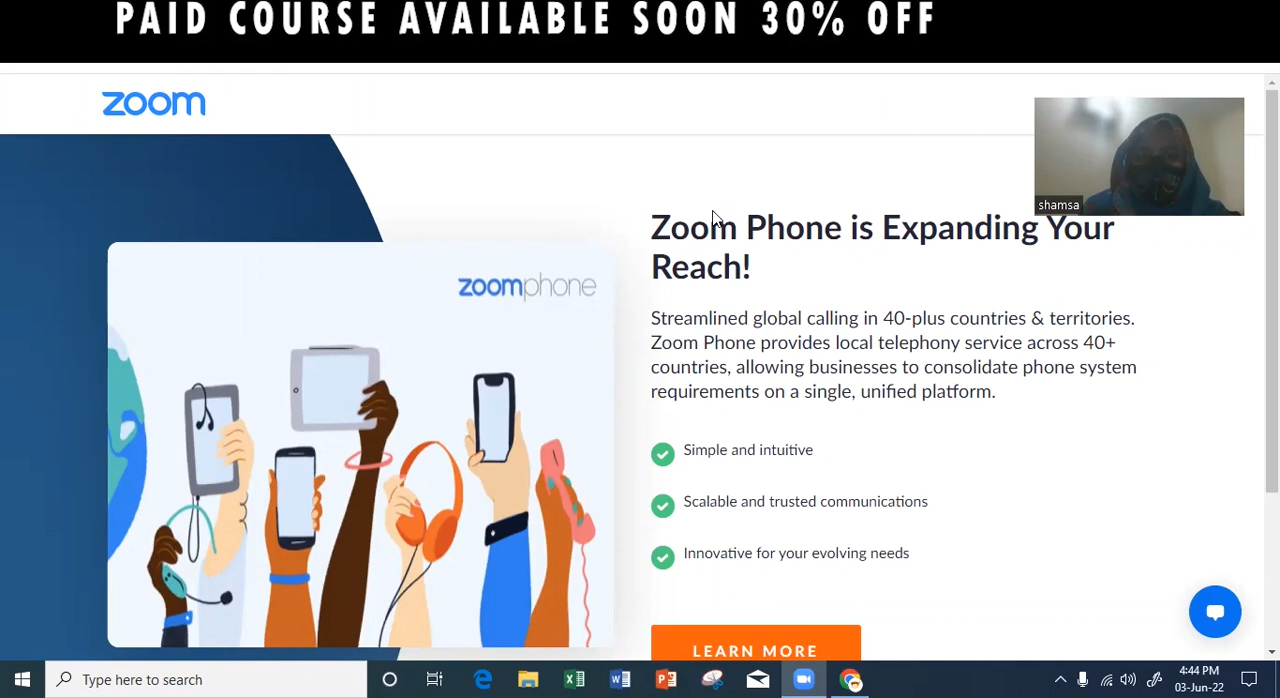 PAID COURSE AVAILABLE SOON 30% OFF
zoom
shamsa
Zoom Phone is Expanding Your
Reach!
zoomphone
Streamlined global calling in 40-plus countries & territories.
Zoom Phone provides local telephony service across 40+
countries, allowing businesses to consolidate phone system
requirements on a single, unified platform.
Simple and intuitive
Scalable and trusted communications
Innovative for your evolving needs
LEARN MORE
Type here to search
4:44 PM
03-Jun-22